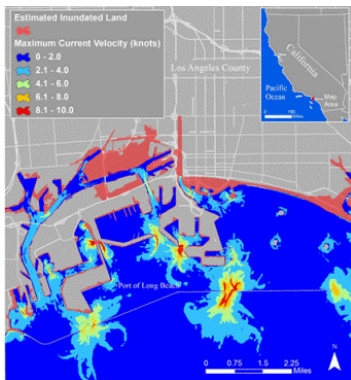 Estimated Inundated Land
Maximum Current Velocity (knots)
0 - 2.0
2.1 - 4.0
4.1 - 6.0
6.1 - 8.0
8.1 - 10.0
Los Angeles County
California
Pacific
Ocean
Map
Area
Miles
Port of Long Beach
0 0.75 1.5 2.25
Miles
N